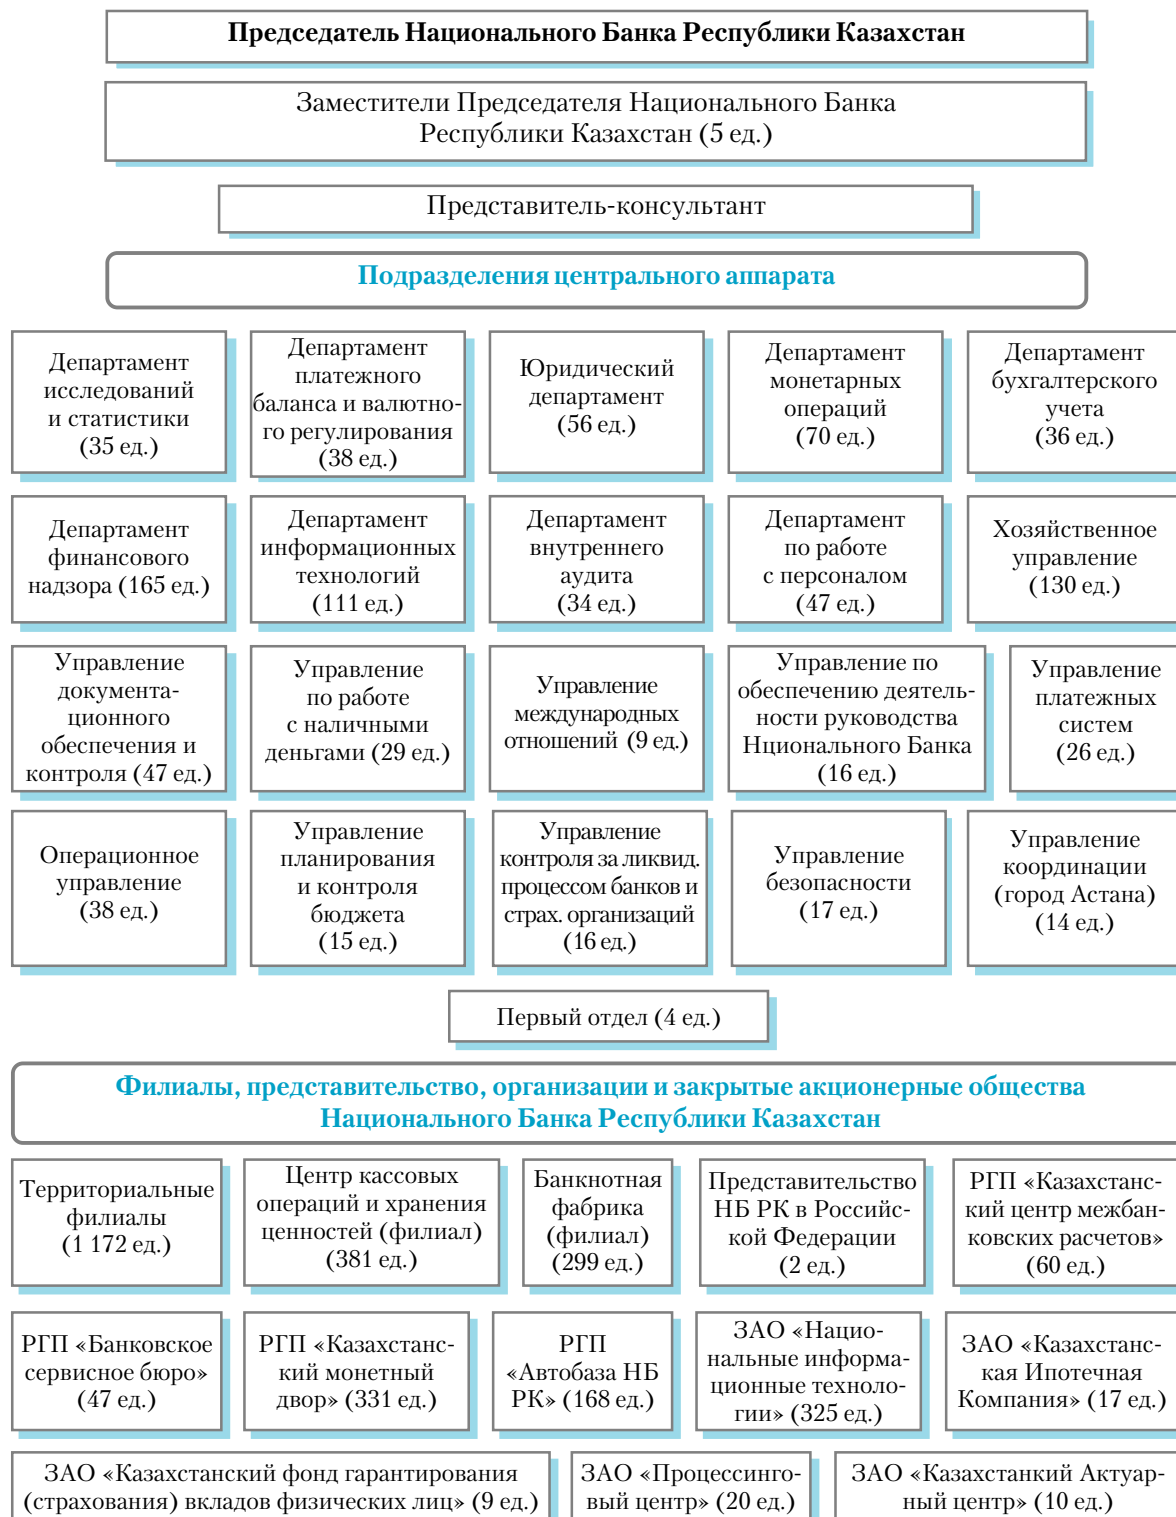 Председатель Национального Банка Республики Казахстан
Заместители Председателя Национального Банка
Республики Казахстан (5 ед.)
Представитель-консультант
Подразделения центрального аппарата
Департамент
исследований
и статистики
(35 ед.)
Департамент
платежного
баланса и валютно-
го регулирования
(38 ед.)
Юридический
департамент
(56 ед.)
Департамент
монетарных
операций
(70 ед.)
Департамент
бухгалтерского
учета
(36 ед.)
Департамент
финансового
надзора (165 ед.)
Департамент
информационных
технологий
(111 ед.)
Департамент
внутреннего
аудита
(34 ед.)
Департамент
по работе
с персоналом
(47 ед.)
Хозяйственное
управление
(130 ед.)
Управление
документа-
ционного
обеспечения и
контроля (47 ед.)
Управление
по работе
с наличными
деньгами (29 ед.)
Управление
международных
отношений (9 ед.)
Управление по
обеспечению деятель-
ности руководства
Нционального Банка
(16 ед.)
Управление
платежных
систем
(26 ед.)
Операционное
управление
(38 ед.)
Управление
планирования
и контроля
бюджета
(15 ед.)
Управление
контроля за ликвид.
процессом банков и
страх. организаций
(16 ед.)
Управление
безопасности
(17 ед.)
Управление
координации
(город Астана)
(14 ед.)
Первый отдел (4 ед.)
Филиалы, представительство, организации и закрытые акционерные общества
Национального Банка Республики Казахстан
Территориальные
филиалы
(1 172 ед.)
Центр кассовых
операций и хранения
ценностей (филиал)
(381 ед.)
Банкнотная
фабрика
(филиал)
(299 ед.)
Представительство
НБ РК в Россий-
ской Федерации
(2 ед.)
РГП «Казахстан-
ский центр межбан-
ковских расчетов»
(60 ед.)
РГП «Банковское
сервисное бюро»
(47 ед.)
РГП «Казахстан-
ский монетный
двор» (331 ед.)
РГП
«Автобаза НБ
РК» (168 ед.)
ЗАО «Нацио-
нальные информа-
ционные техноло-
гии» (325 ед.)
ЗАО «Казахстанс-
кая Ипотечная
Компания» (17 ед.)
ЗАО «Казахстанский фонд гарантирования
(страхования) вкладов физических лиц» (9 ед.)
ЗАО «Процессинго-
вый центр» (20 ед.)
ЗАО «Казахстанкий Актуар-
ный центр» (10 ед.)